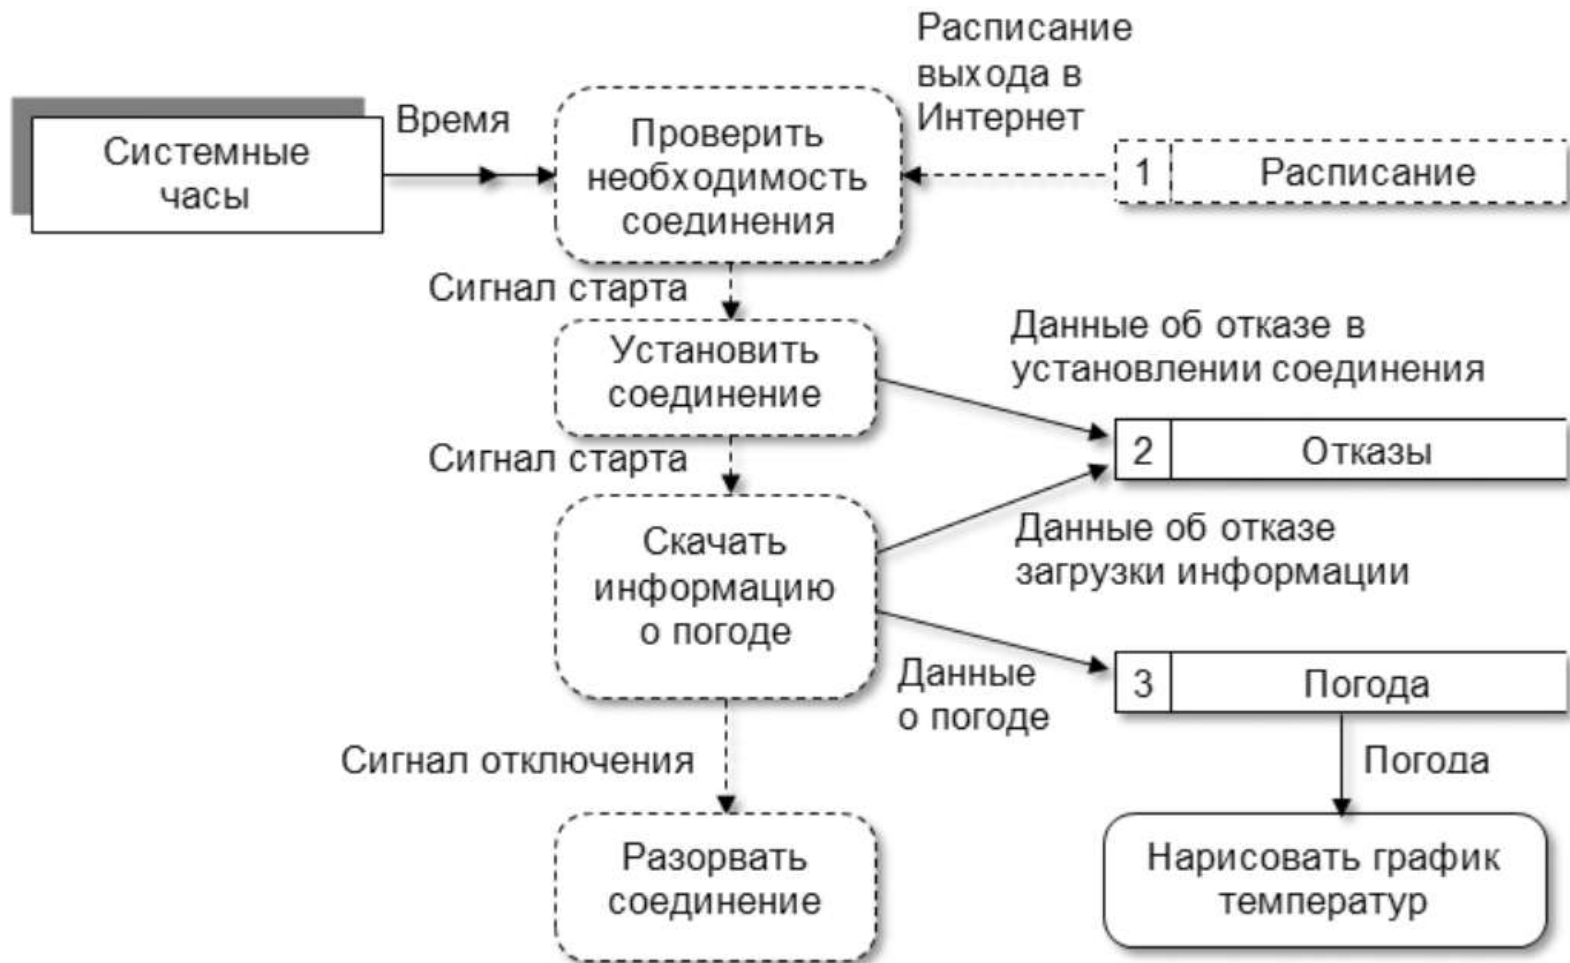 Расписание
выхода в
Интернет
Системные
часы
Время
Проверить
необходимость
соединения
1
Расписание
Сигнал старта
Установить
соединение
Данные об отказе в
установлении соединения
Сигнал старта
2
Отказы
Скачать
информацию
о погоде
Данные об отказе
загрузки информации
Данные
о погоде
3
Погода
Сигнал отключения
Погода
Разорвать
соединение
Нарисовать график
температур